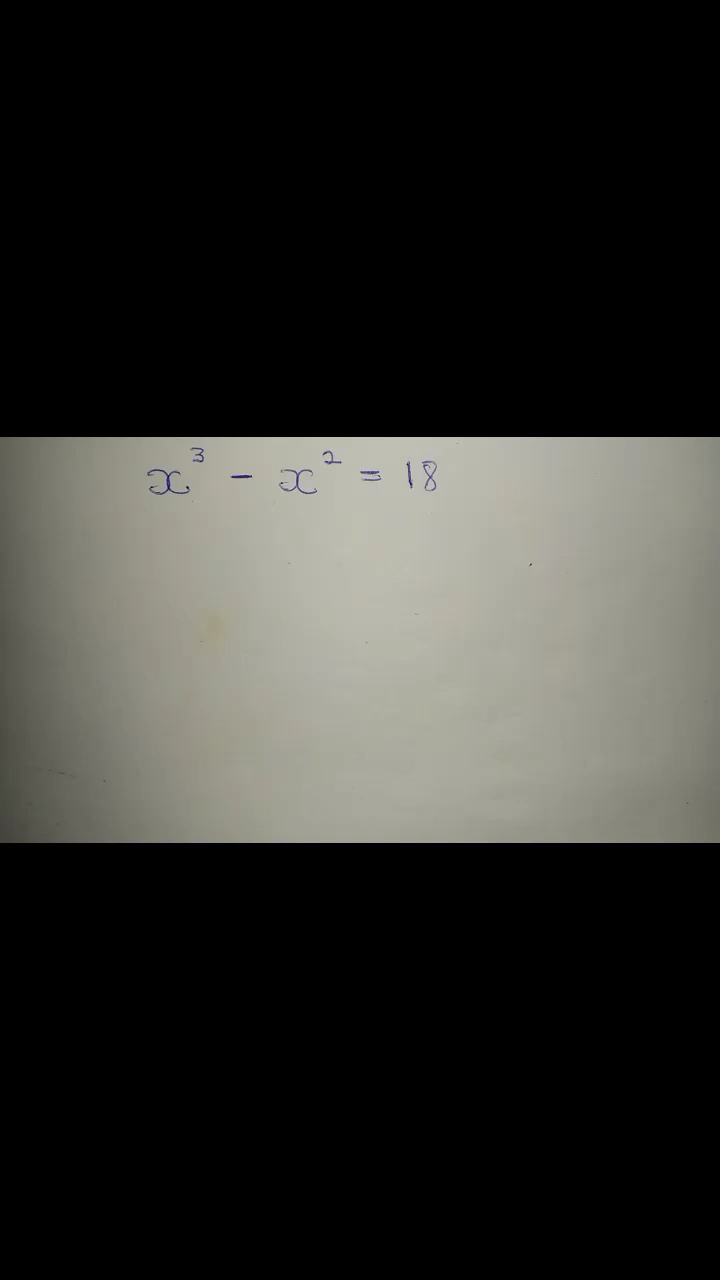 x³ - x² = 18